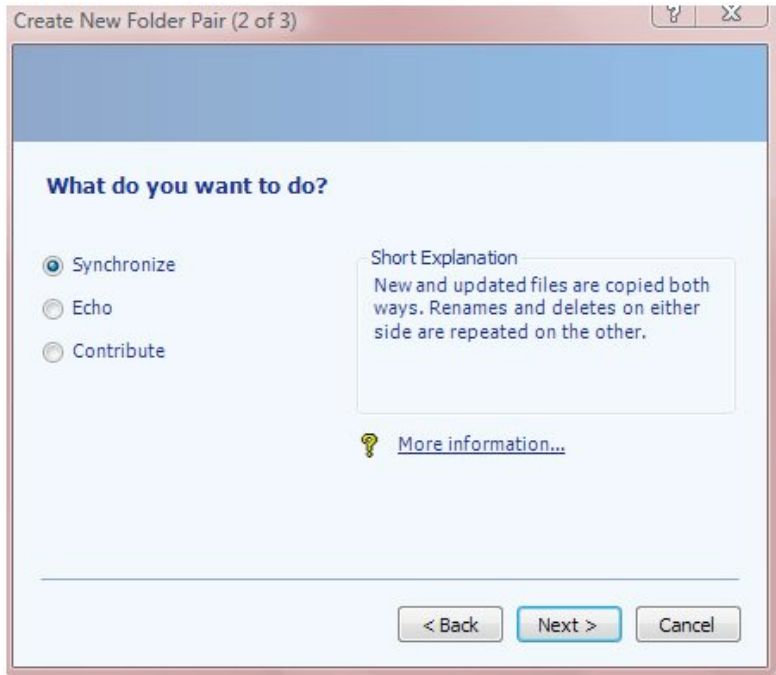 Create New Folder Pair (2 of 3)
What do you want to do?
Synchronize
Echo
Contribute
Short Explanation
New and updated files are copied both
ways. Renames and deletes on either
side are repeated on the other.
More information...
< Back
Next >
Cancel